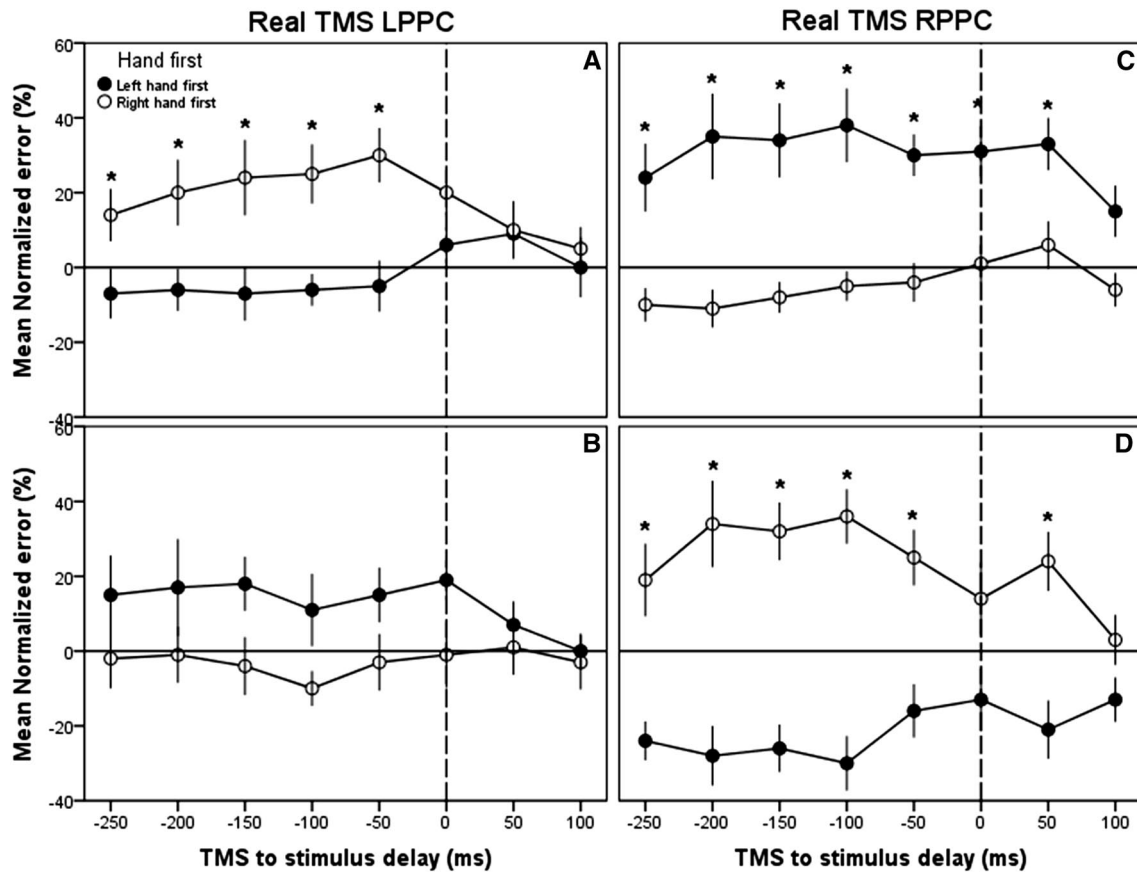 Real TMS LPPC
Real TMS RPPC
Mean Normalized error (%)
60
40
20
0
-20
-40
Hand first
Left hand first
Right hand first
A
* * * * *
C
* * * * * * *
Mean Normalized error (%)
60
40
20
0
-20
-40
B
D
* * * * * *
-250 -200 -150 -100 -50 0 50 100
-250 -200 -150 -100 -50 0 50 100
TMS to stimulus delay (ms)
TMS to stimulus delay (ms)